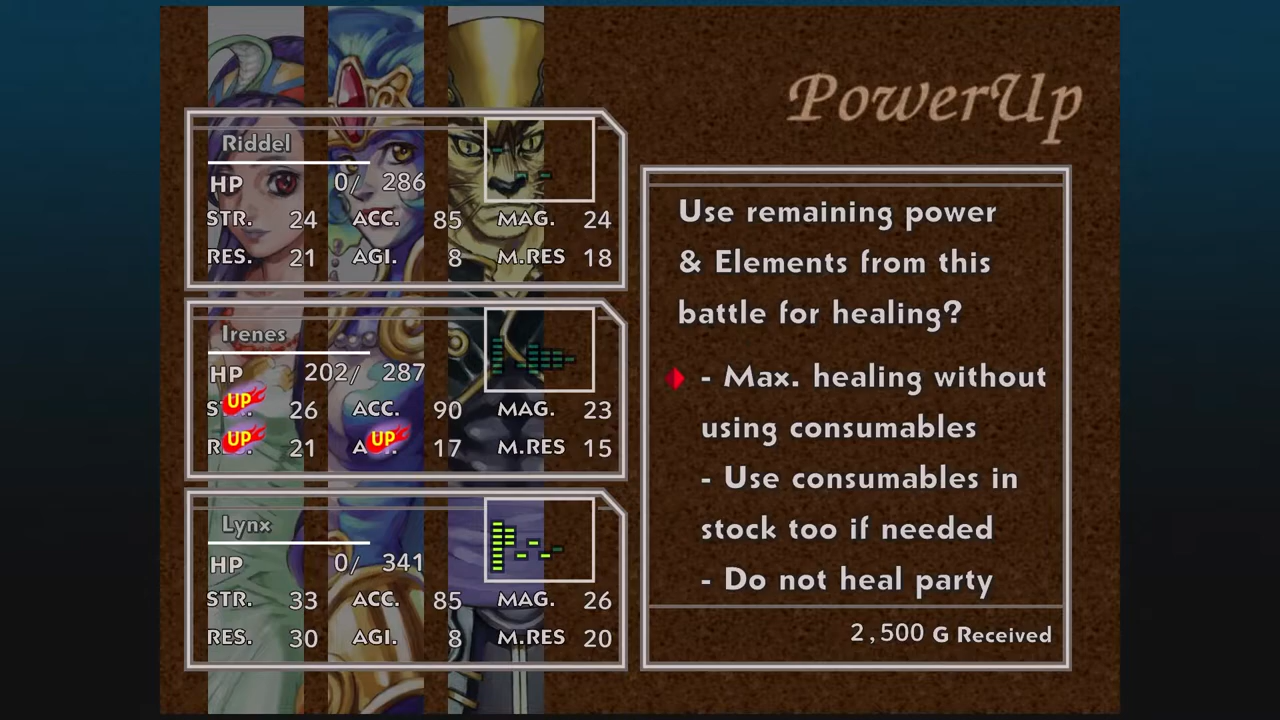 PowerUp
Riddel
HP 0/ 286
STR. 24 ACC. 85 MAG. 24
RES. 21 AGI. 8 M.RES 18
Irenes
HP 202/ 287
UP
S . 26 ACC. 90 MAG. 23
UP UP
R . 21 A . 17 M.RES 15
Lynx
HP 0/ 341
STR. 33 ACC. 85 MAG. 26
RES. 30 AGI. 8 M.RES 20
Use remaining power
& Elements from this
battle for healing?
- Max. healing without
using consumables
- Use consumables in
stock too if needed
- Do not heal party
2,500 G Received